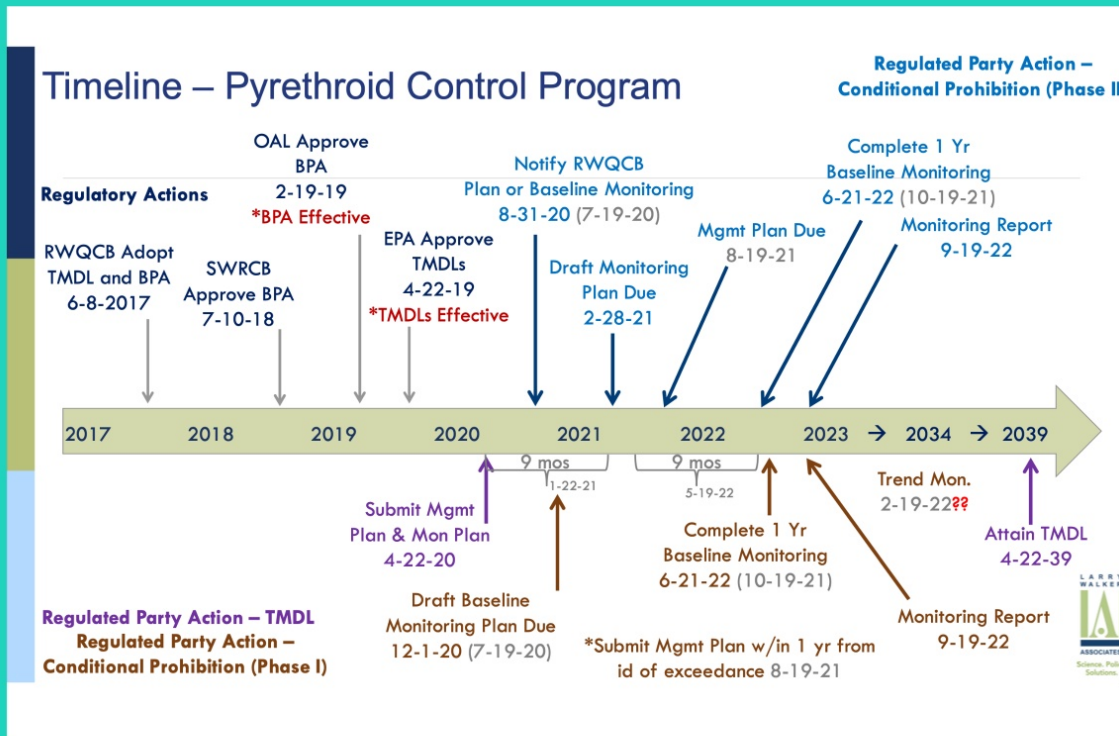 Timeline – Pyrethroid Control Program
Regulated Party Action –
Conditional Prohibition (Phase II
Regulatory Actions
RWQCB Adopt
TMDL and BPA
6-8-2017
SWRCB
Approve BPA
7-10-18
OAL Approve
BPA
2-19-19
*BPA Effective
EPA Approve
TMDLs
4-22-19
*TMDLs Effective
Notify RWQCB
Plan or Baseline Monitoring
8-31-20 (7-19-20)
Draft Monitoring
Plan Due
2-28-21
Mgmt Plan Due
8-19-21
Complete 1 Yr
Baseline Monitoring
6-21-22 (10-19-21)
Monitoring Report
9-19-22
2017 2018 2019 2020 2021 2022 2023 → 2034 → 2039
9 mos
1-22-21
9 mos
5-19-22
Submit Mgmt
Plan & Mon Plan
4-22-20
Draft Baseline
Monitoring Plan Due
12-1-20 (7-19-20)
Complete 1 Yr
Baseline Monitoring
6-21-22 (10-19-21)
*Submit Mgmt Plan w/in 1 yr from
id of exceedance 8-19-21
Trend Mon.
2-19-22??
Monitoring Report
9-19-22
Attain TMDL
4-22-39
Regulated Party Action – TMDL
Regulated Party Action –
Conditional Prohibition (Phase I)
LARRY
WALKER
ASSOCIATES
Science. Poli
Solutions.